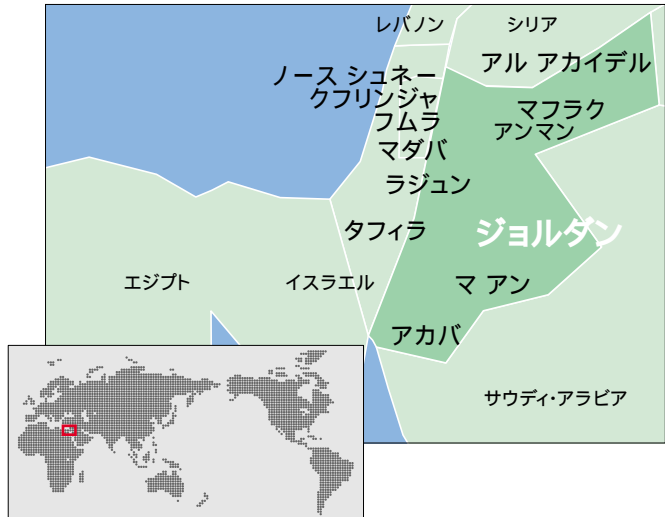 レバノン
シリア
アル アカイデル
ノース シュネー
クフリンジャ
マフラク
フムラ
アンマン
マダバ
ラジュン
タフィラ
ジョルダン
エジプト
イスラエル
マ アン
アカバ
サウディ・アラビア